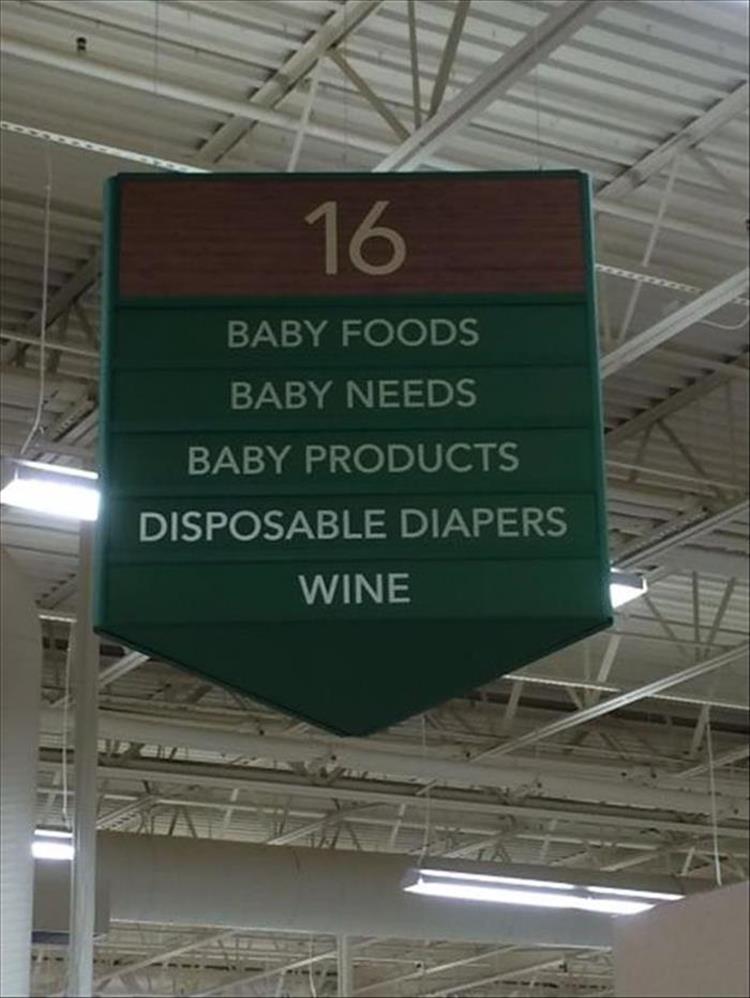 16
BABY FOODS
BABY NEEDS
BABY PRODUCTS
DISPOSABLE DIAPERS
WINE